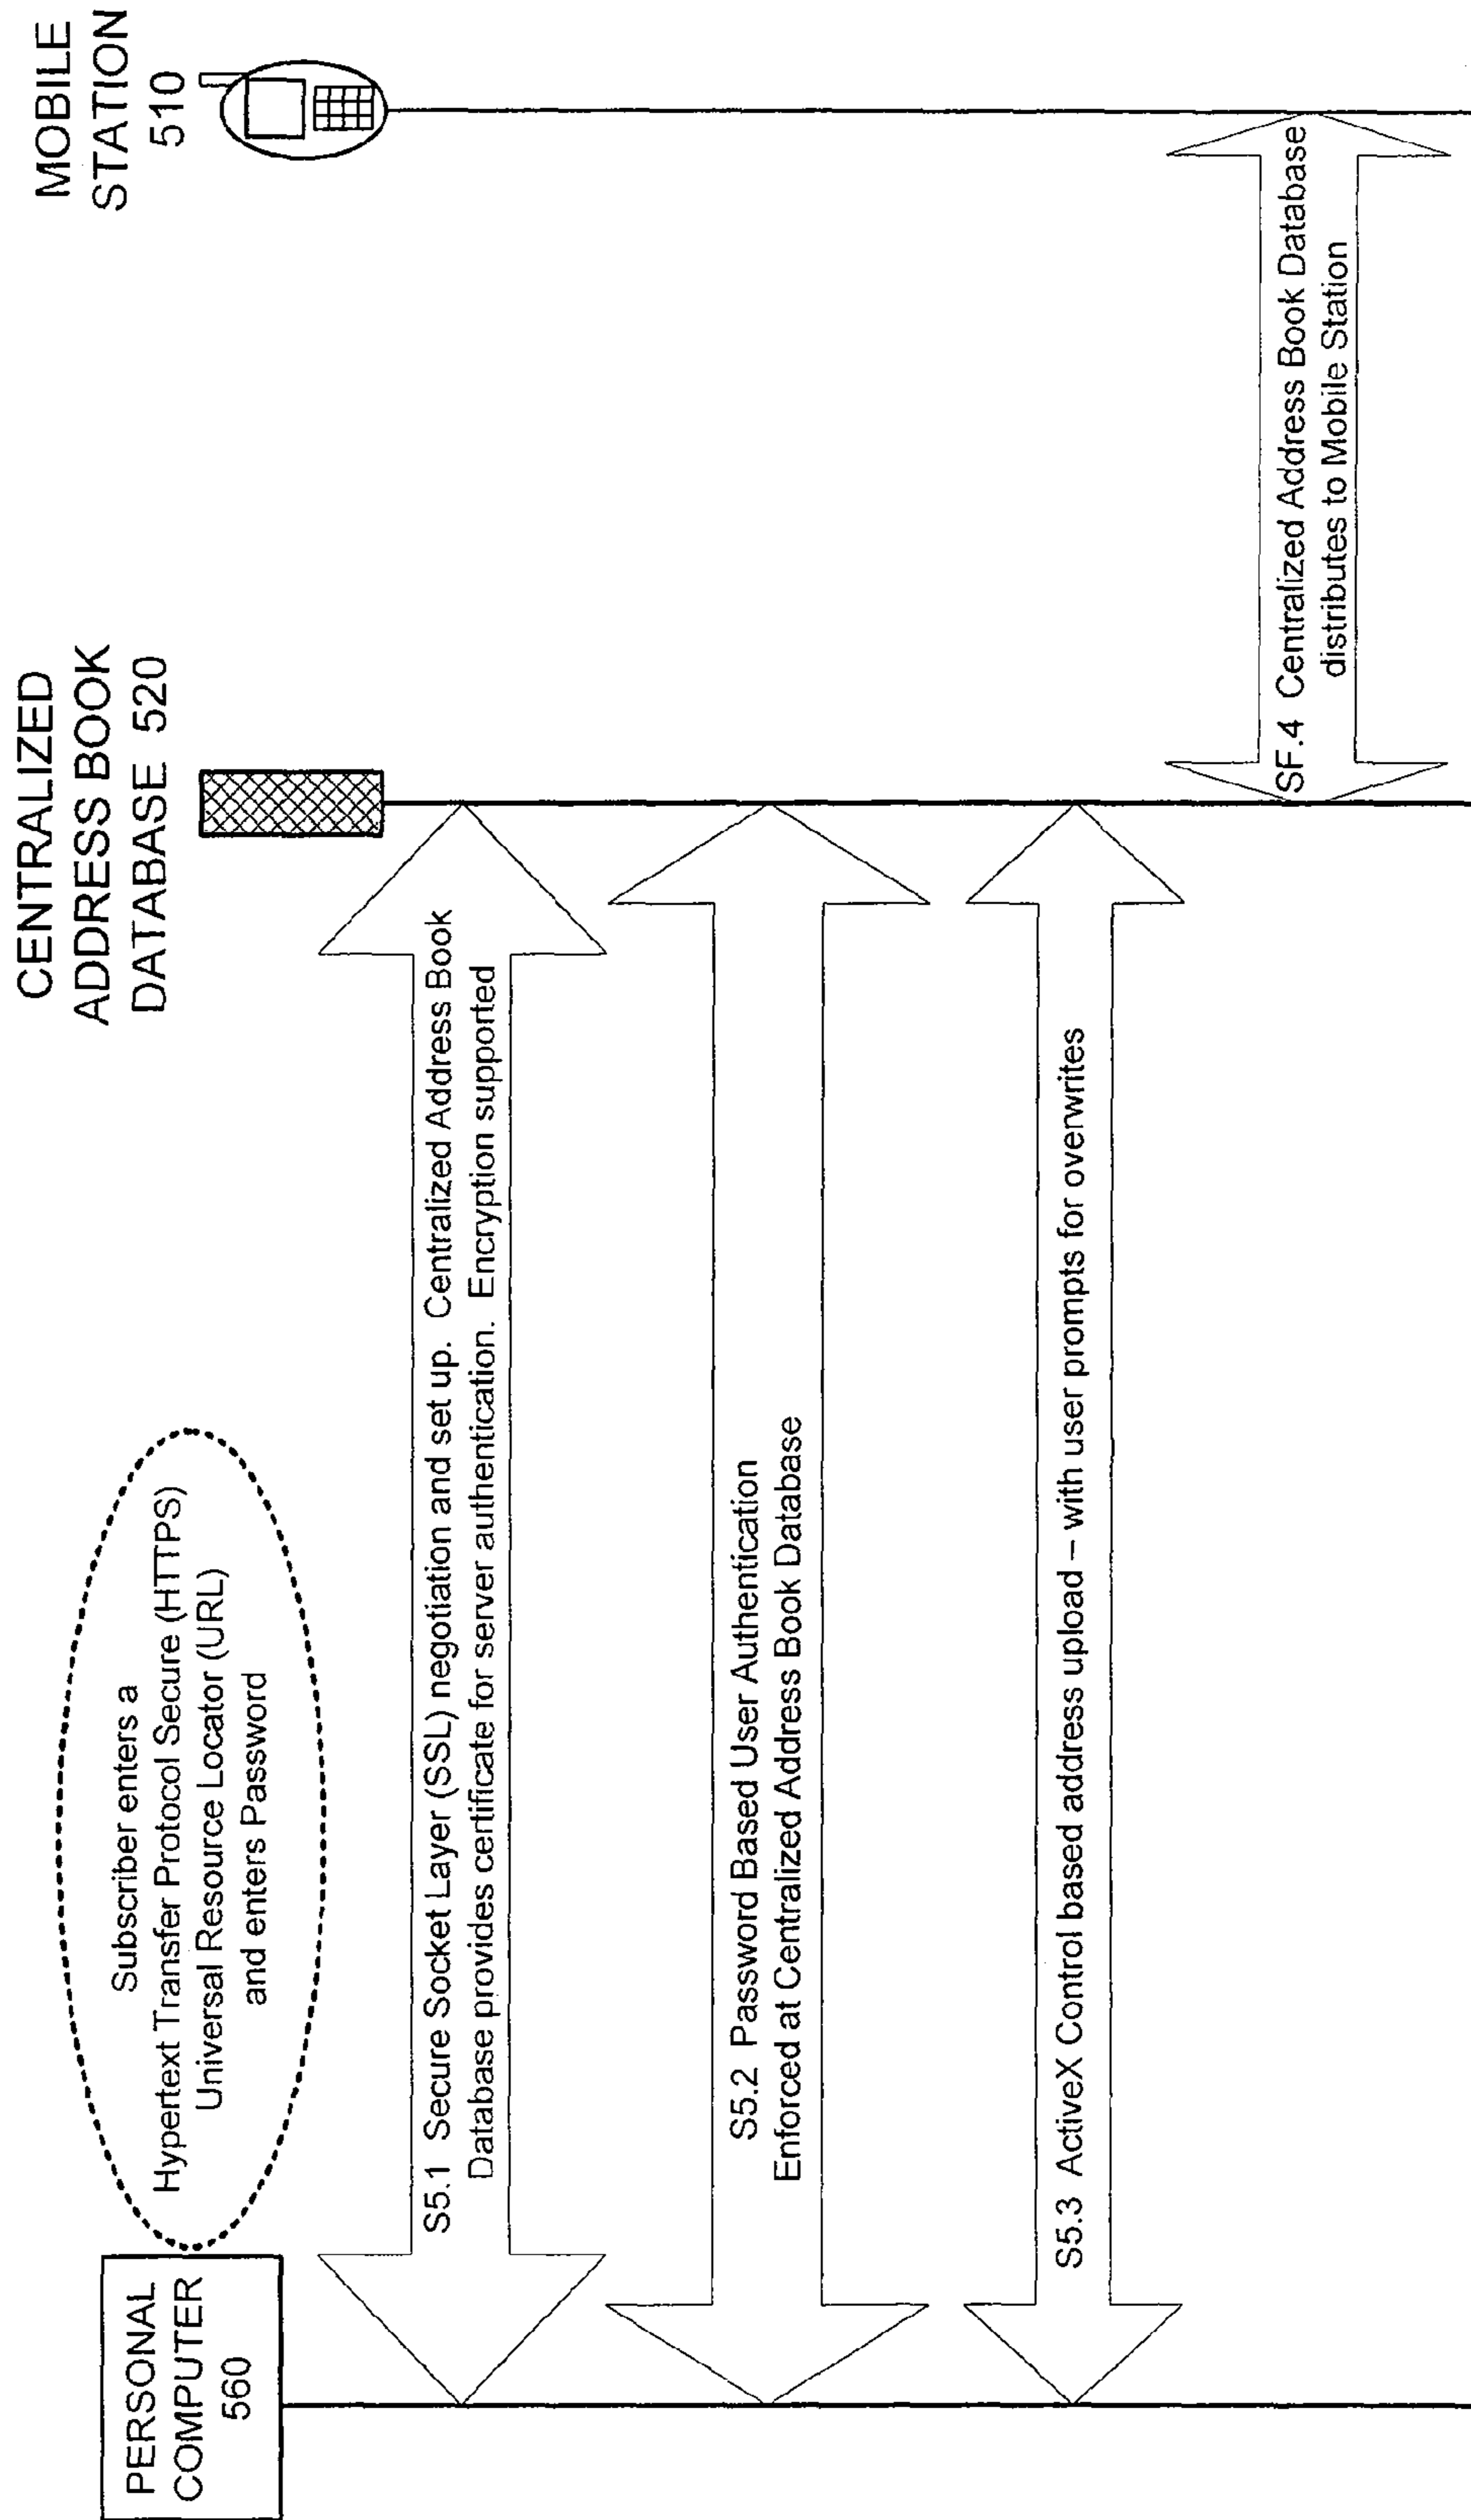 PERSONAL
COMPUTER
560
Subscriber enters a
Hypertext Transfer Protocol Secure (HTTPS)
Universal Resource Locator (URL)
and enters Password
CENTRALIZED
ADDRESS BOOK
DATABASE 520
MOBILE
STATION
510
S5.1 Secure Socket Layer (SSL) negotiation and set up. Centralized Address Book
Database provides certificate for server authentication. Encryption supported
S5.2 Password Based User Authentication
Enforced at Centralized Address Book Database
S5.3 ActiveX Control based address upload – with user prompts for overwrites
SF.4 Centralized Address Book Database
distributes to Mobile Station